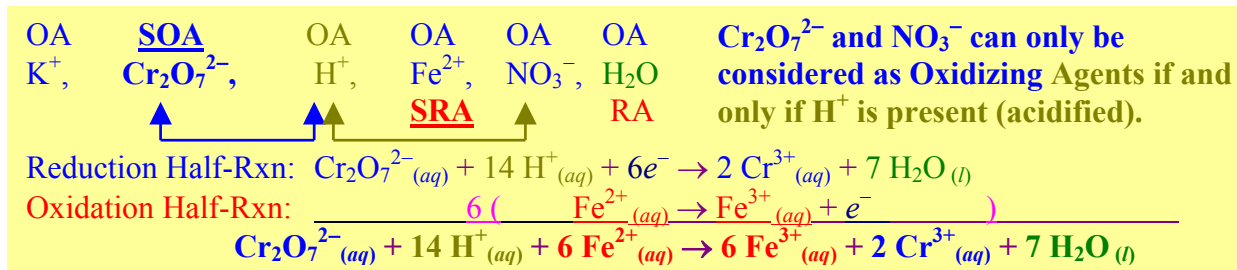 OA SOA OA OA OA OA Cr₂O₇²⁻ and NO₃⁻ can only be
K⁺, Cr₂O₇²⁻, H⁺, Fe²⁺, NO₃⁻, H₂O considered as Oxidizing Agents if and
SRA RA only if H⁺ is present (acidified).
Reduction Half-Rxn: Cr₂O₇²⁻(aq) + 14 H⁺(aq) + 6e⁻ → 2 Cr³⁺(aq) + 7 H₂O (l)
Oxidation Half-Rxn: 6 ( Fe²⁺(aq) → Fe³⁺(aq) + e⁻ )
Cr₂O₇²⁻(aq) + 14 H⁺(aq) + 6 Fe²⁺(aq) → 6 Fe³⁺(aq) + 2 Cr³⁺(aq) + 7 H₂O (l)